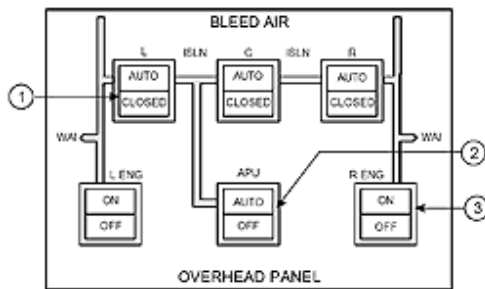 BLEED AIR
L ISLN C ISLN R
AUTO AUTO AUTO
1
CLOSED CLOSED CLOSED
WAI WAI
2
L ENG APU R ENG
ON AUTO ON
3
OFF OFF OFF
OVERHEAD PANEL